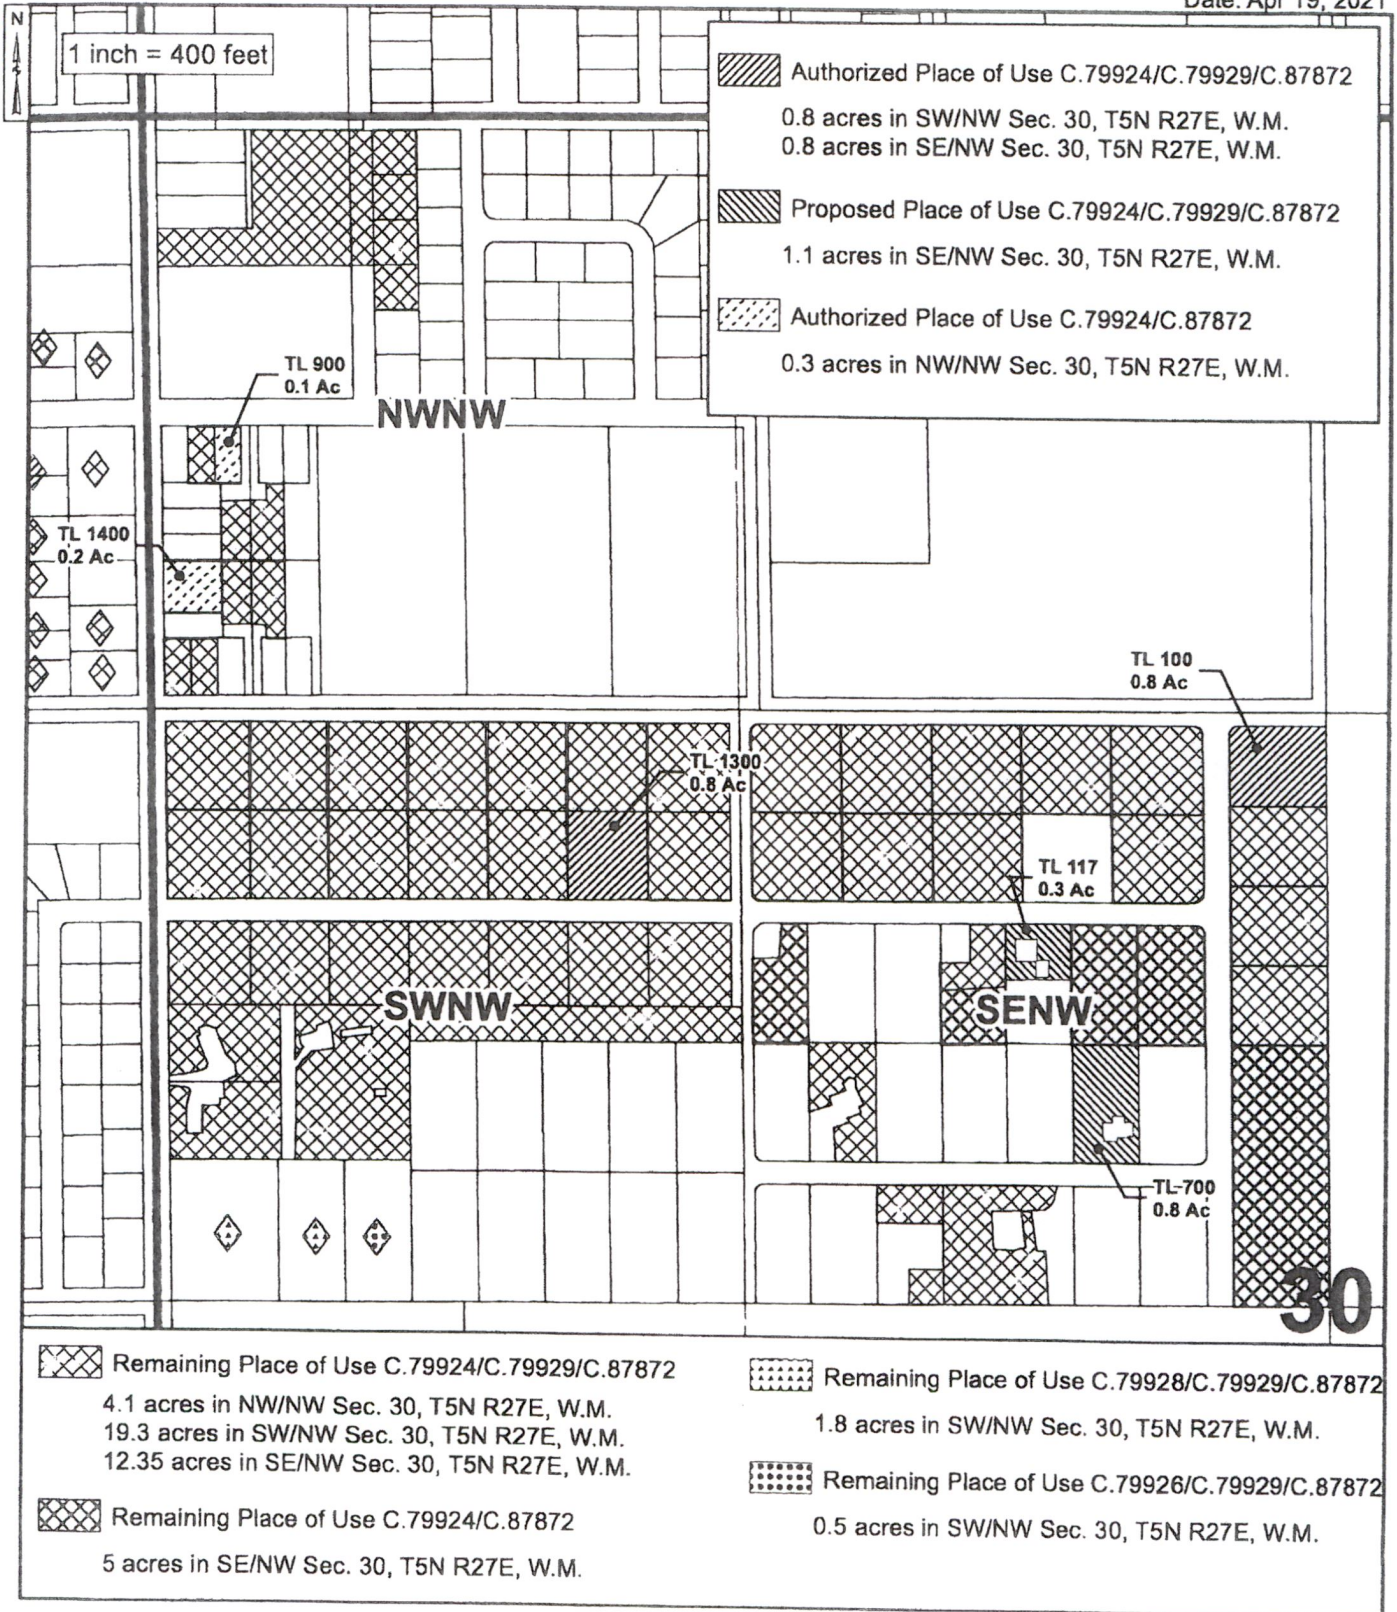 Date: Apr 19, 2021
N
1 inch = 400 feet
Authorized Place of Use C.79924/C.79929/C.87872
0.8 acres in SW/NW Sec. 30, T5N R27E, W.M.
0.8 acres in SE/NW Sec. 30, T5N R27E, W.M.
Proposed Place of Use C.79924/C.79929/C.87872
1.1 acres in SE/NW Sec. 30, T5N R27E, W.M.
Authorized Place of Use C.79924/C.87872
0.3 acres in NW/NW Sec. 30, T5N R27E, W.M.
TL 900
0.1 Ac
NWNW
TL 1400
0.2 Ac
TL 100
0.8 Ac
TL 1300
0.8 Ac
TL 117
0.3 Ac
SWNW
SENW
TL 700
0.8 Ac
30
Remaining Place of Use C.79924/C.79929/C.87872
4.1 acres in NW/NW Sec. 30, T5N R27E, W.M.
19.3 acres in SW/NW Sec. 30, T5N R27E, W.M.
12.35 acres in SE/NW Sec. 30, T5N R27E, W.M.
Remaining Place of Use C.79924/C.87872
5 acres in SE/NW Sec. 30, T5N R27E, W.M.
Remaining Place of Use C.79928/C.79929/C.87872
1.8 acres in SW/NW Sec. 30, T5N R27E, W.M.
Remaining Place of Use C.79926/C.79929/C.87872
0.5 acres in SW/NW Sec. 30, T5N R27E, W.M.